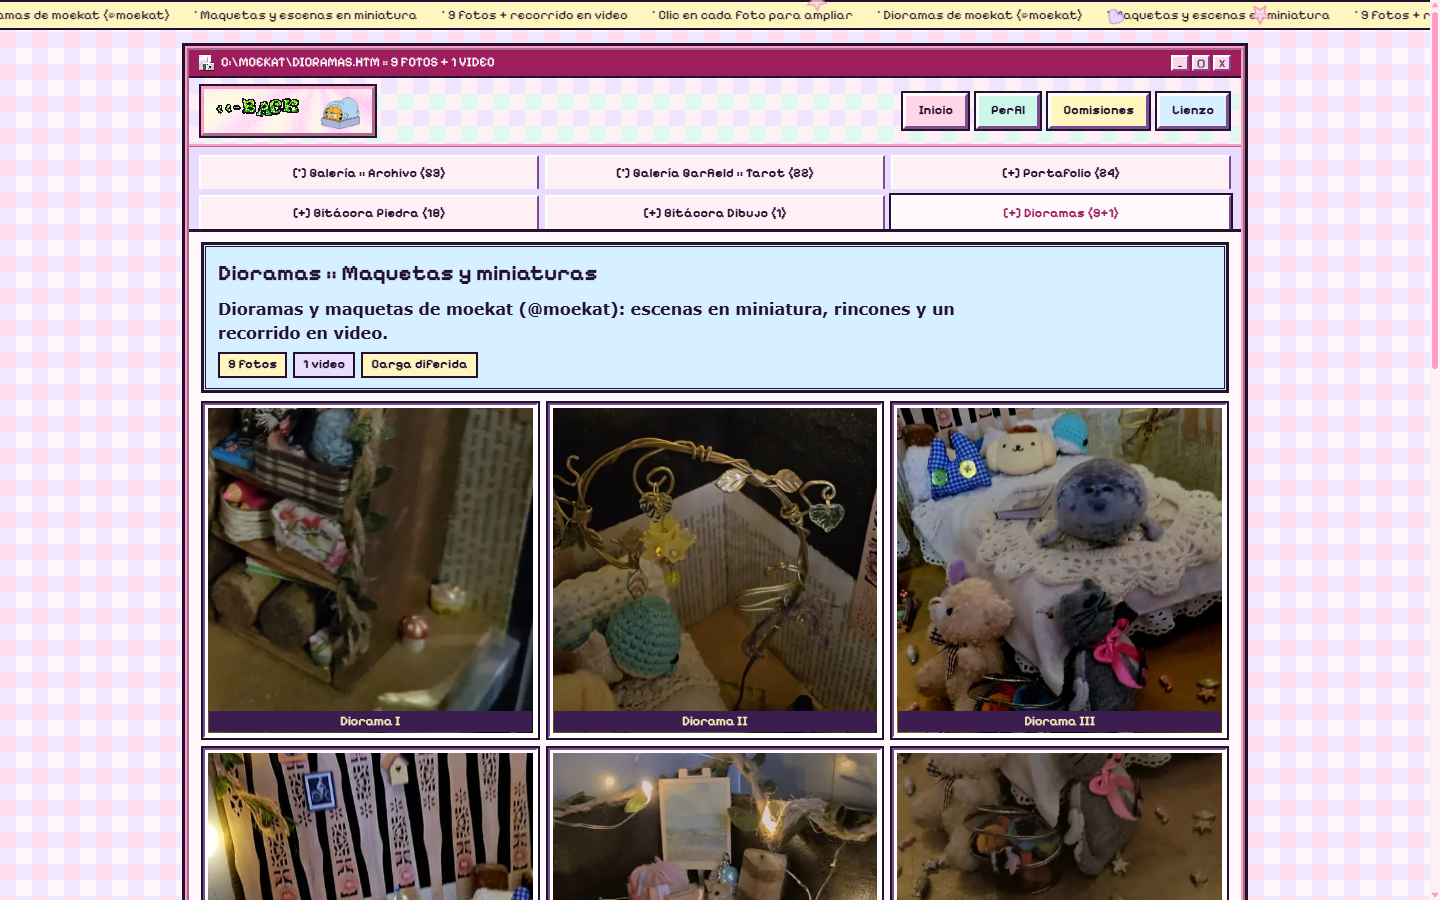 amas de moekat (@moekat) * Maquetas y escenas en miniatura * 9 fotos + recorrido en video * Clic en cada foto para ampliar * Dioramas de moekat (@moekat) * Maquetas y escenas en miniatura * 9 fotos + r
C:\MOEKAT\DIORAMAS.HTM :: 9 FOTOS + 1 VIDEO
<<-BACK
Inicio
Perfil
Comisiones
Lienzo
[*] Galería :: Archivo (83)
[*] Galería Garfield :: Tarot (22)
[+] Portafolio (24)
[+] Bitácora Piedra (18)
[+] Bitácora Dibujo (1)
[+] Dioramas (9+1)
Dioramas :: Maquetas y miniaturas
Dioramas y maquetas de moekat (@moekat): escenas en miniatura, rincones y un
recorrido en video.
9 fotos
1 video
Carga diferida
Diorama I
Diorama II
Diorama III